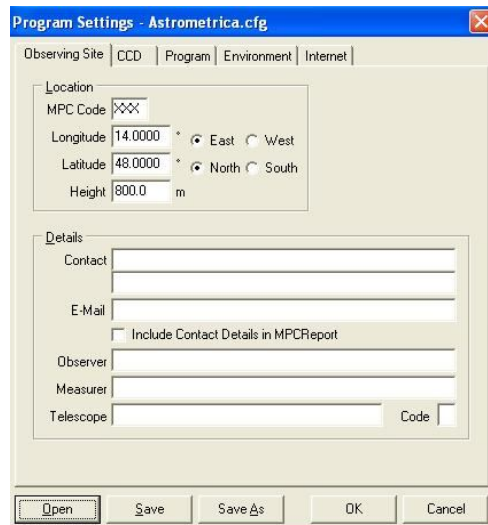 Program Settings - Astrometrica.cfg
Observing Site CCD Program Environment Internet
Location
MPC Code XXX
Longitude 14.0000 ° East West
Latitude 48.0000 ° North South
Height 800.0 m
Details
Contact
E-Mail
Include Contact Details in MPCReport
Observer
Measurer
Telescope Code
Open Save Save As OK Cancel